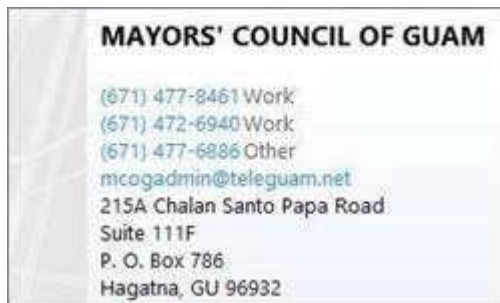 MAYORS' COUNCIL OF GUAM
(671) 477-8461 Work
(671) 472-6940 Work
(671) 477-6886 Other
mcogadmin@teleguam.net
215A Chalan Santo Papa Road
Suite 111F
P. O. Box 786
Hagatna, GU 96932